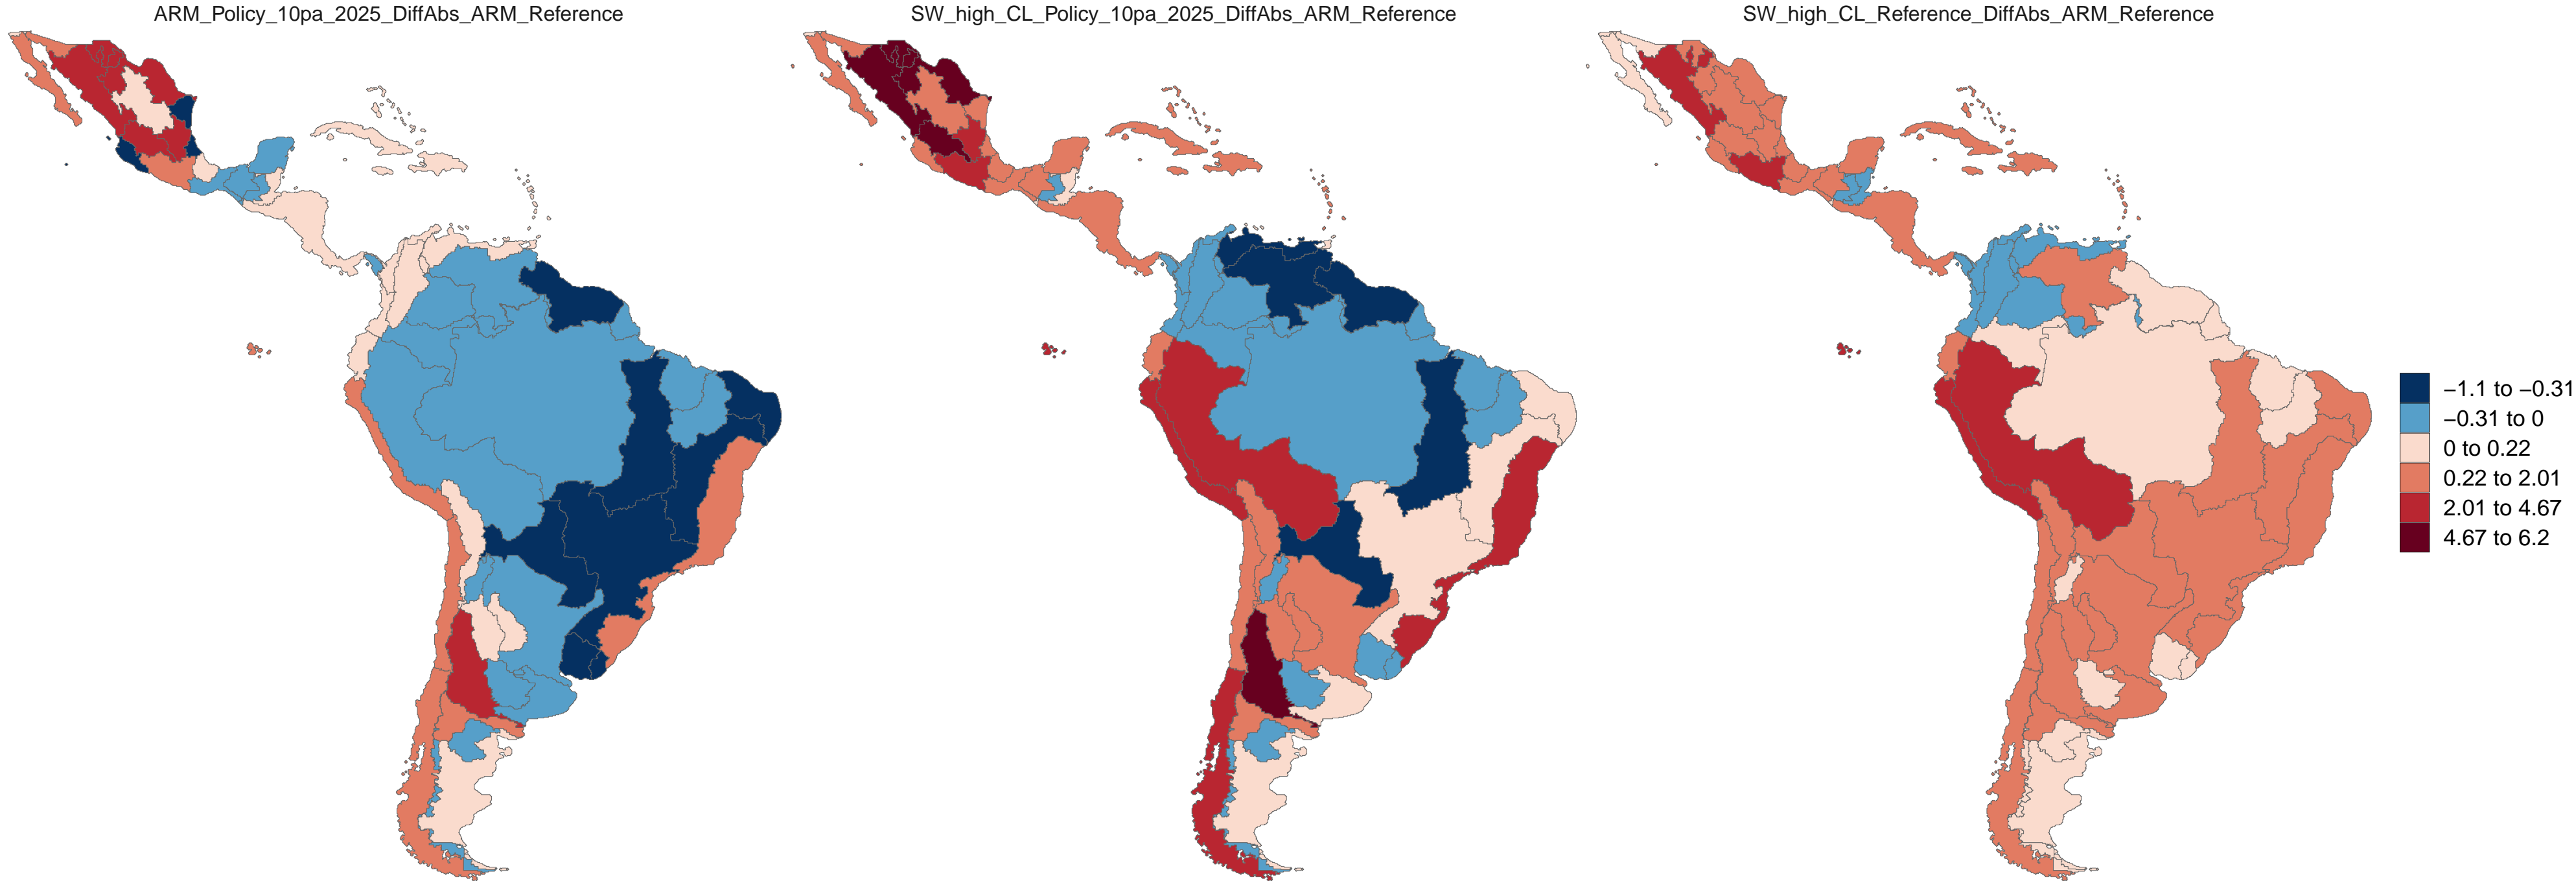 ARM_Policy_10pa_2025_DiffAbs_ARM_Reference
SW_high_CL_Policy_10pa_2025_DiffAbs_ARM_Reference
SW_high_CL_Reference_DiffAbs_ARM_Reference
−1.1 to −0.31
−0.31 to 0
0 to 0.22
0.22 to 2.01
2.01 to 4.67
4.67 to 6.2